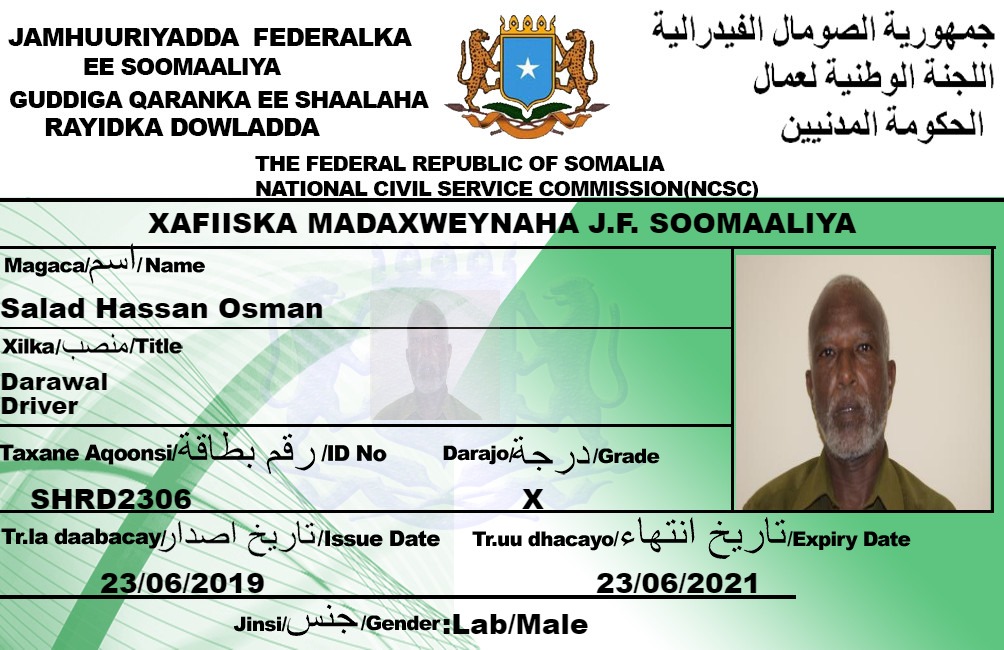 JAMHUURIYADDA FEDERALKA
EE SOOMAALIYA
GUDDIGA QARANKA EE SHAALAHA
RAYIDKA DOWLADDA
جمهورية الصومال الفيدرالية
اللجنة الوطنية لعمال
الحكومة المدنيين
THE FEDERAL REPUBLIC OF SOMALIA
NATIONAL CIVIL SERVICE COMMISSION(NCSC)
XAFIISKA MADAXWEYNAHA J.F. SOOMAALIYA
Magaca/اسم/Name
Salad Hassan Osman
Xilka/منصب/Title
Darawal
Driver
Taxane Aqoonsi/رقم بطاقة/ID No
Darajo/درجة/Grade
SHRD2306
X
Tr.la daabacay/تاريخ اصدار/Issue Date
Tr.uu dhacayo/تاريخ انتهاء/Expiry Date
23/06/2019
23/06/2021
Jinsi/جنس/Gender:Lab/Male